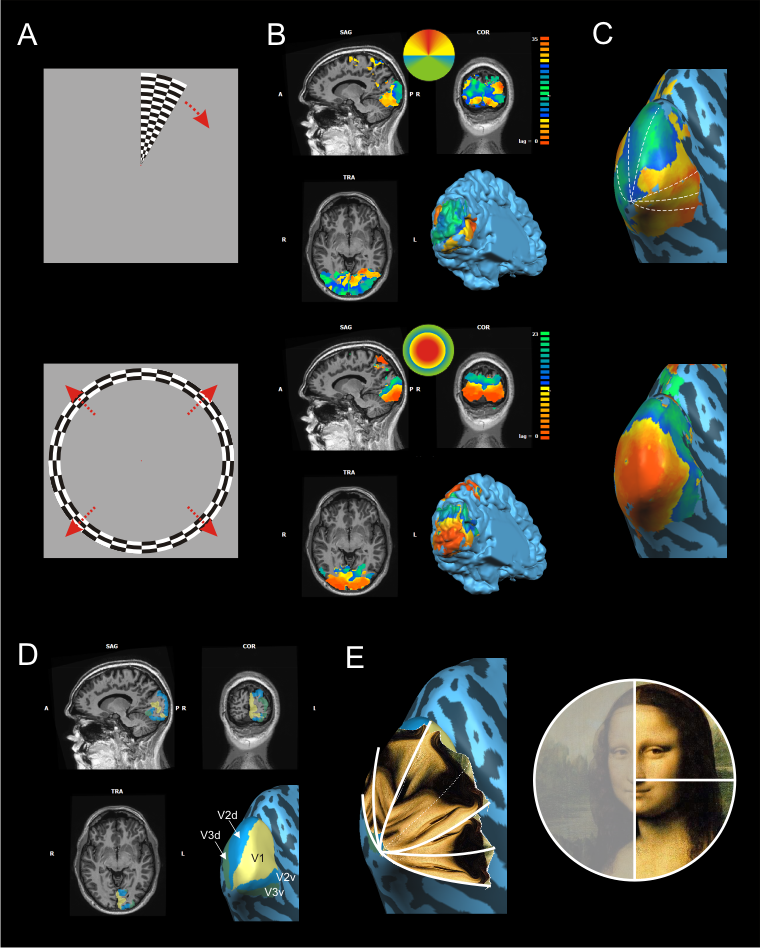 A
B
C
SAG
COR
35
A
P R
lag = 0
TRA
R
L
SAG
COR
23
A
P R
lag = 0
TRA
R
L
D
E
SAG
COR
A
P R
L
TRA
R
L
V2d
V3d
V1
V2v
V3v